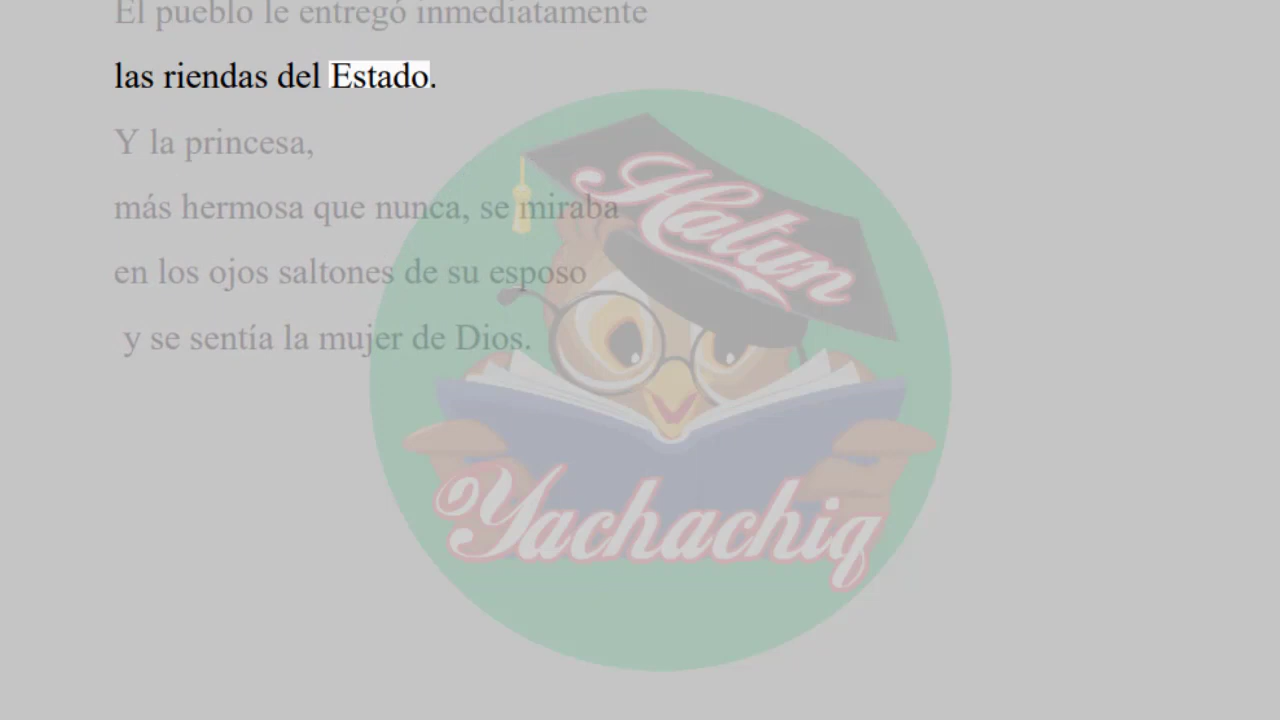 El pueblo le entregó inmediatamente
las riendas del Estado.
Y la princesa,
más hermosa que nunca, se miraba
en los ojos saltones de su esposo
y se sentía la mujer de Dios.
Hatun
Yachachiq